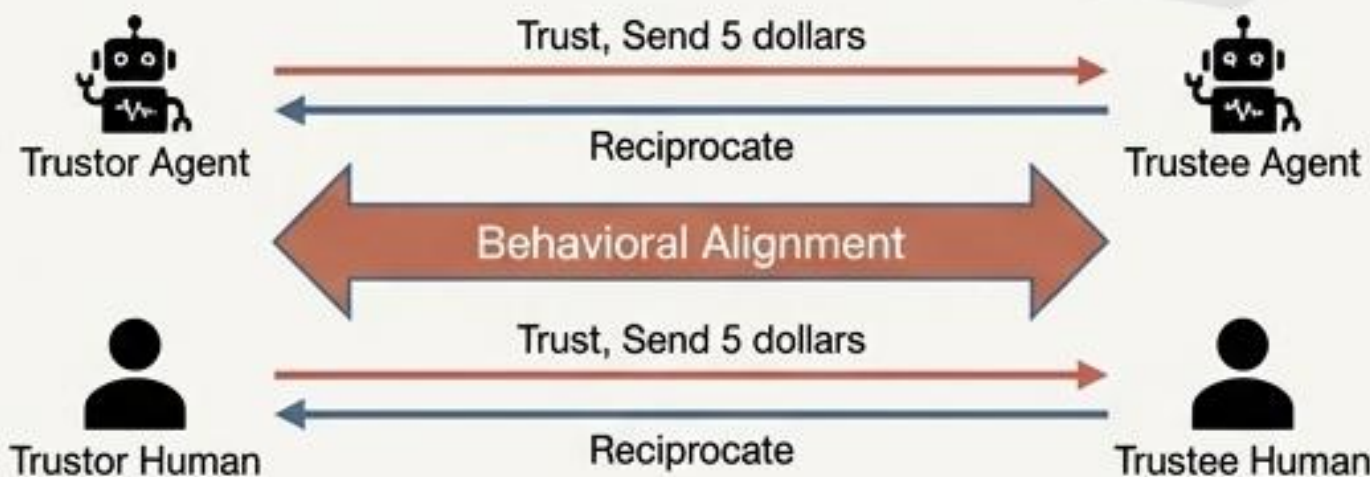 Trust, Send 5 dollars
Reciprocate
Trustor Agent
Trustee Agent
Behavioral Alignment
Trust, Send 5 dollars
Reciprocate
Trustor Human
Trustee Human